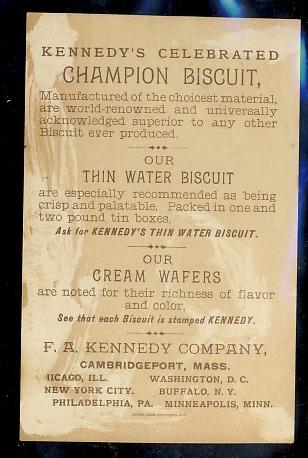 KENNEDY'S CELEBRATED
CHAMPION BISCUIT,
Manufactured of the choicest material,
are world-renowned and universally
acknowledged superior to any other
Biscuit ever produced.
OUR
THIN WATER BISCUIT
are especially recommended as being
crisp and palatable. Packed in one and
two pound tin boxes.
Ask for KENNEDY'S THIN WATER BISCUIT.
OUR
CREAM WAFERS
are noted for their richness of flavor
and color,
See that each Biscuit is stamped KENNEDY.
F. A. KENNEDY COMPANY,
CAMBRIDGEPORT, MASS.
HICAGO, ILL. WASHINGTON, D. C.
NEW YORK CITY. BUFFALO, N. Y.
PHILADELPHIA, PA. MINNEAPOLIS, MINN.